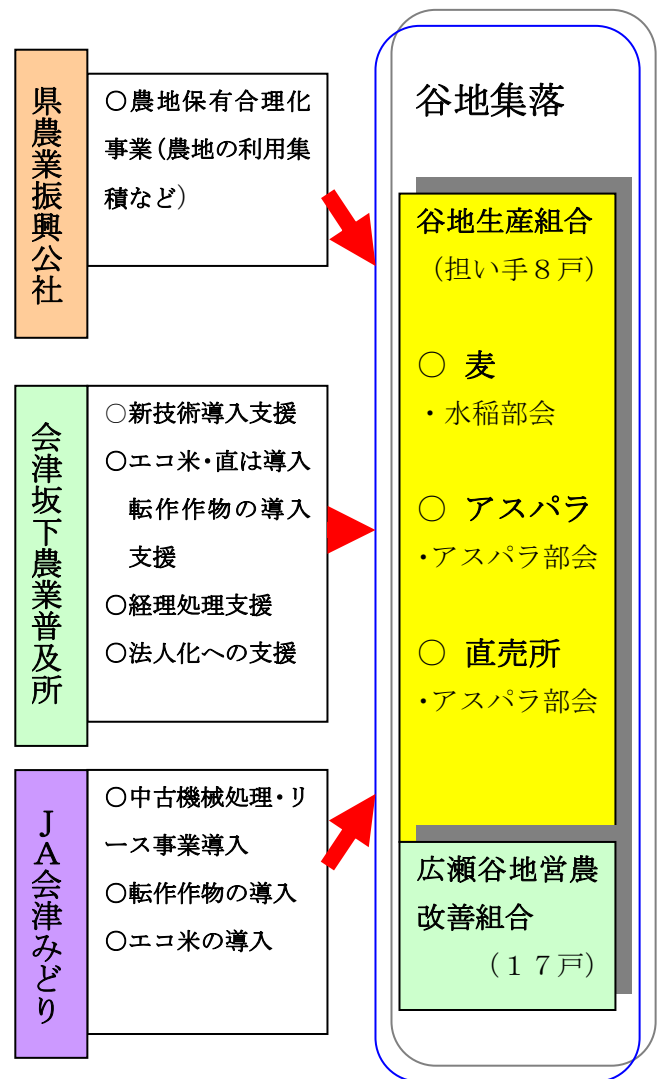 県農業振興公社
○農地保有合理化
事業(農地の利用集
積など)
会津坂下農業普及所
○新技術導入支援
○エコ米・直は導入
転作作物の導入
支援
○経理処理支援
○法人化への支援
JA会津みどり
○中古機械処理・リ
ース事業導入
○転作作物の導入
○エコ米の導入
谷地集落
谷地生産組合
(担い手8戸)
○ 麦
・水稲部会
○ アスパラ
・アスパラ部会
○ 直売所
・アスパラ部会
広瀬谷地営農
改善組合
(17戸)